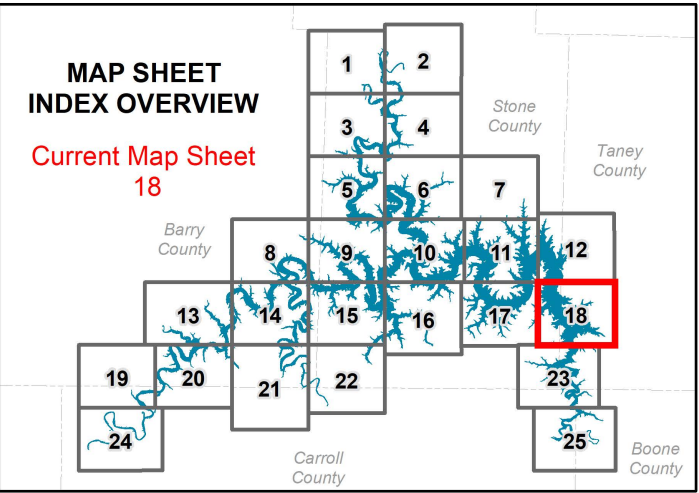 MAP SHEET
INDEX OVERVIEW
Current Map Sheet
18
1
2
3
4
Stone
County
Taney
County
5
6
7
Barry
County
8
9
10
11
12
13
14
15
16
17
18
19
20
21
22
23
24
25
Carroll
County
Boone
County